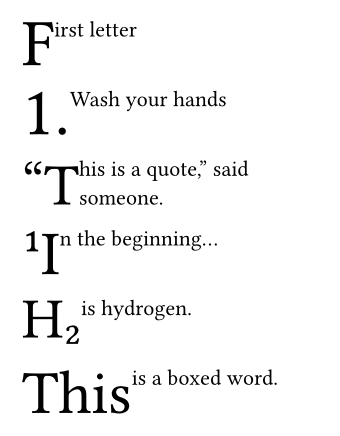 First letter
1. Wash your hands
“This is a quote,” said
someone.
¹In the beginning…
H₂ is hydrogen.
This is a boxed word.